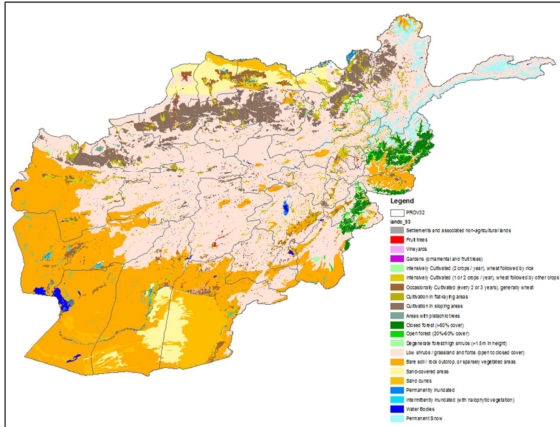 Legend
PROV32
lando_93
Settlements and associated non-agricultural lands
Fruit trees
Vineyards
Gardens (ornamental and fruit trees)
Intensively Cultivated (2 crops / year), wheat followed by rice
Intensively Cultivated (1 or 2 crops / year), wheat followed by other crops
Occasionally Cultivated (every 2 or 3 years), generally wheat
Cultivation in flat-lying areas
Cultivation in sloping areas
Areas with pistachio trees
Closed forest (>60% cover)
Open forest (20%-60% cover)
Degenerate forest/high shrubs (<1.5m in height)
Low shrubs / grassland and forbs (open to closed cover)
Bare soil / rock outcrop, or sparsely vegetated areas
Sand-covered areas
Sand dunes
Permanently inundated
Intermittently inundated (with halophytic vegetation)
Water Bodies
Permanent Snow